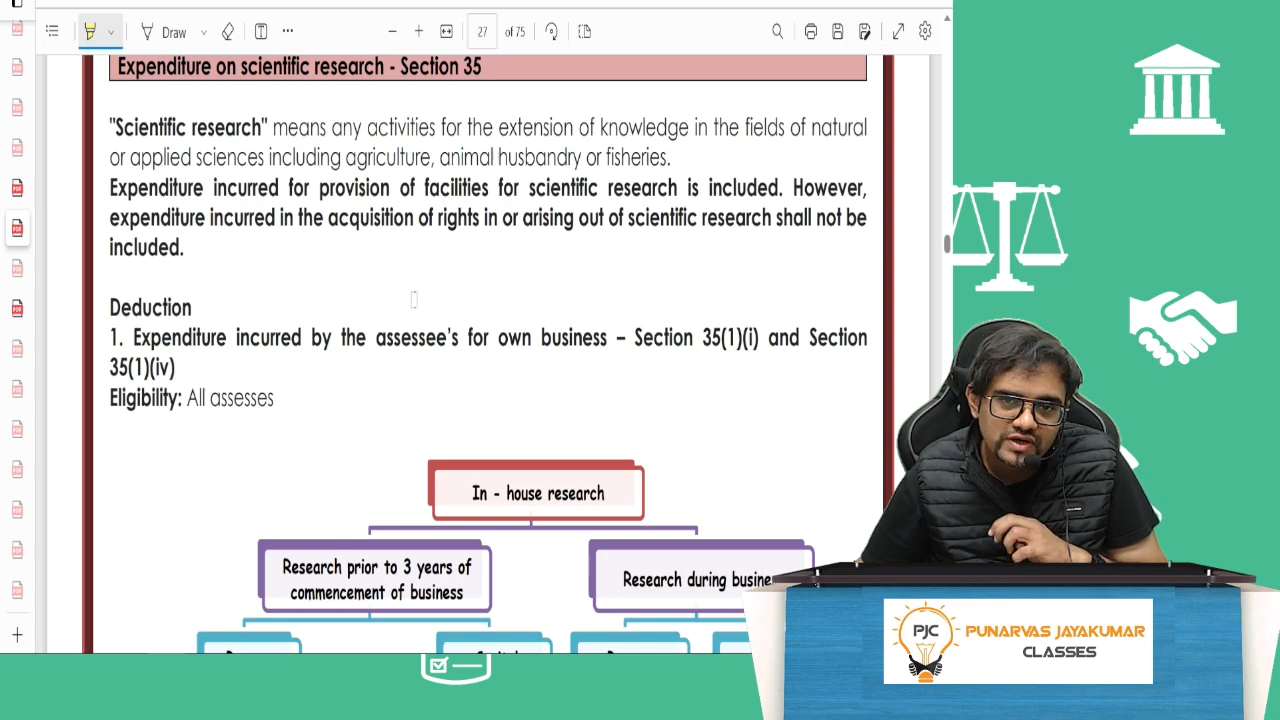 Draw
27
of 75
Expenditure on scientific research - Section 35
"Scientific research" means any activities for the extension of knowledge in the fields of natural
or applied sciences including agriculture, animal husbandry or fisheries.
Expenditure incurred for provision of facilities for scientific research is included. However,
expenditure incurred in the acquisition of rights in or arising out of scientific research shall not be
included.
Deduction
1. Expenditure incurred by the assessee's for own business – Section 35(1)(i) and Section
35(1)(iv)
Eligibility: All assesses
In - house research
Research prior to 3 years of
commencement of business
Research during
PJC
PUNARVAS JAYAKUMAR
CLASSES